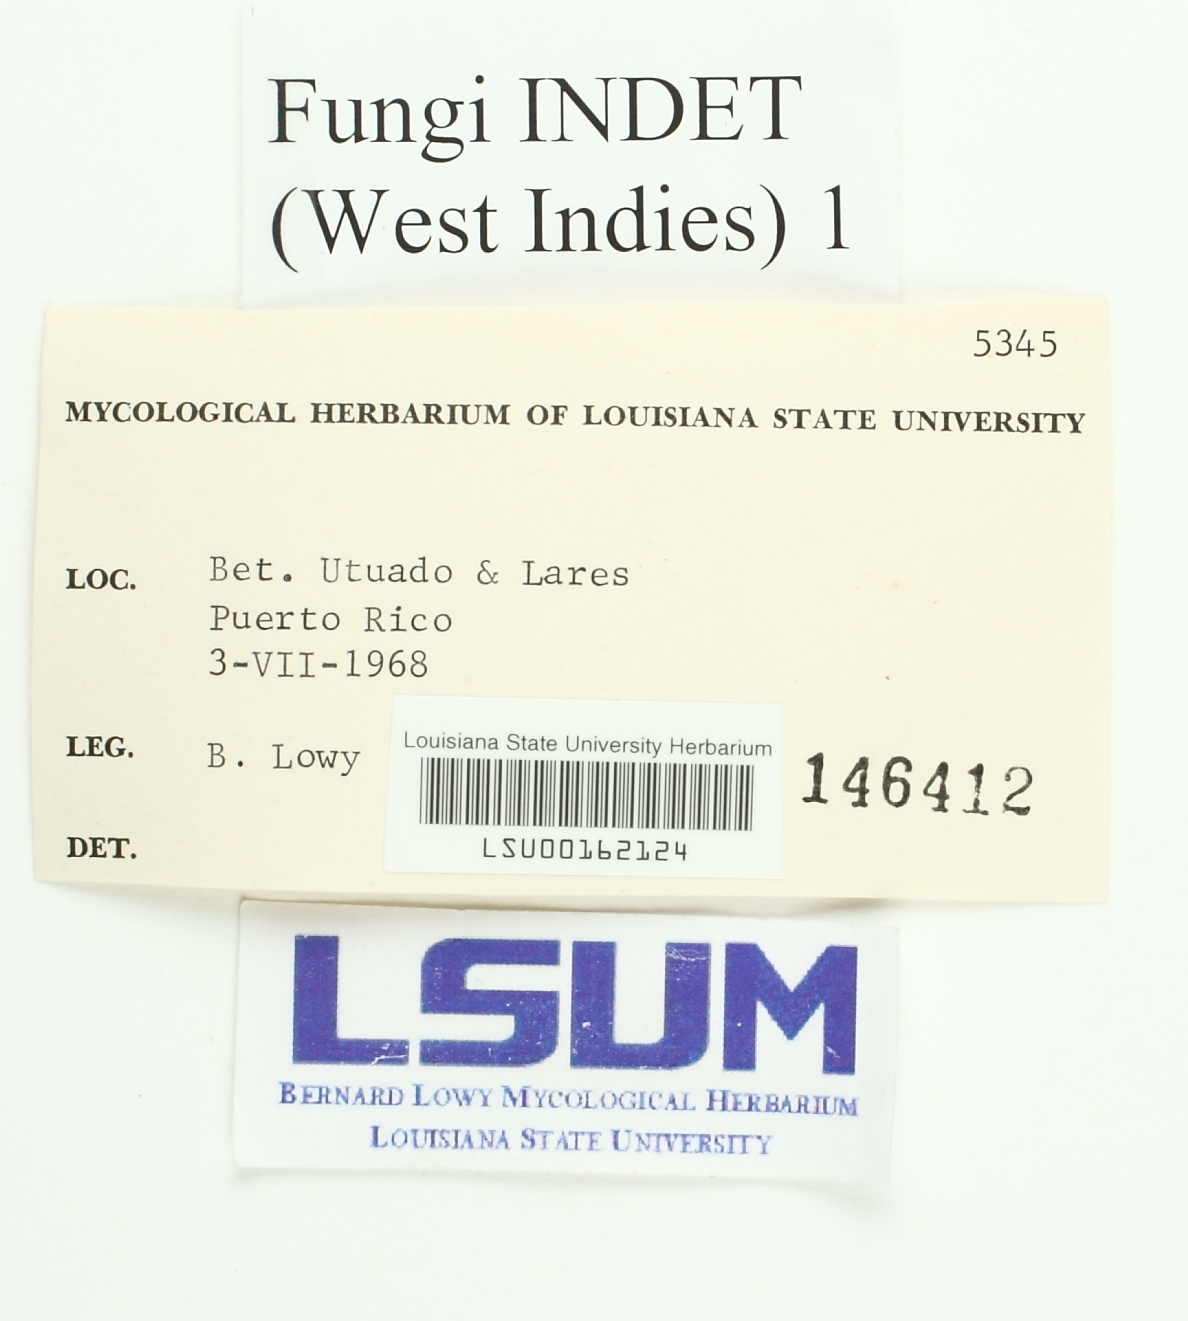 Fungi INDET
(West Indies) 1
5345
MYCOLOGICAL HERBARIUM OF LOUISIANA STATE UNIVERSITY
LOC. Bet. Utuado & Lares
Puerto Rico
3-VII-1968
LEG. B. Lowy
Louisiana State University Herbarium
LSU00162124
146412
DET.
LSUM
BERNARD LOWY MYCOLOGICAL HERBARIUM
LOUISIANA STATE UNIVERSITY